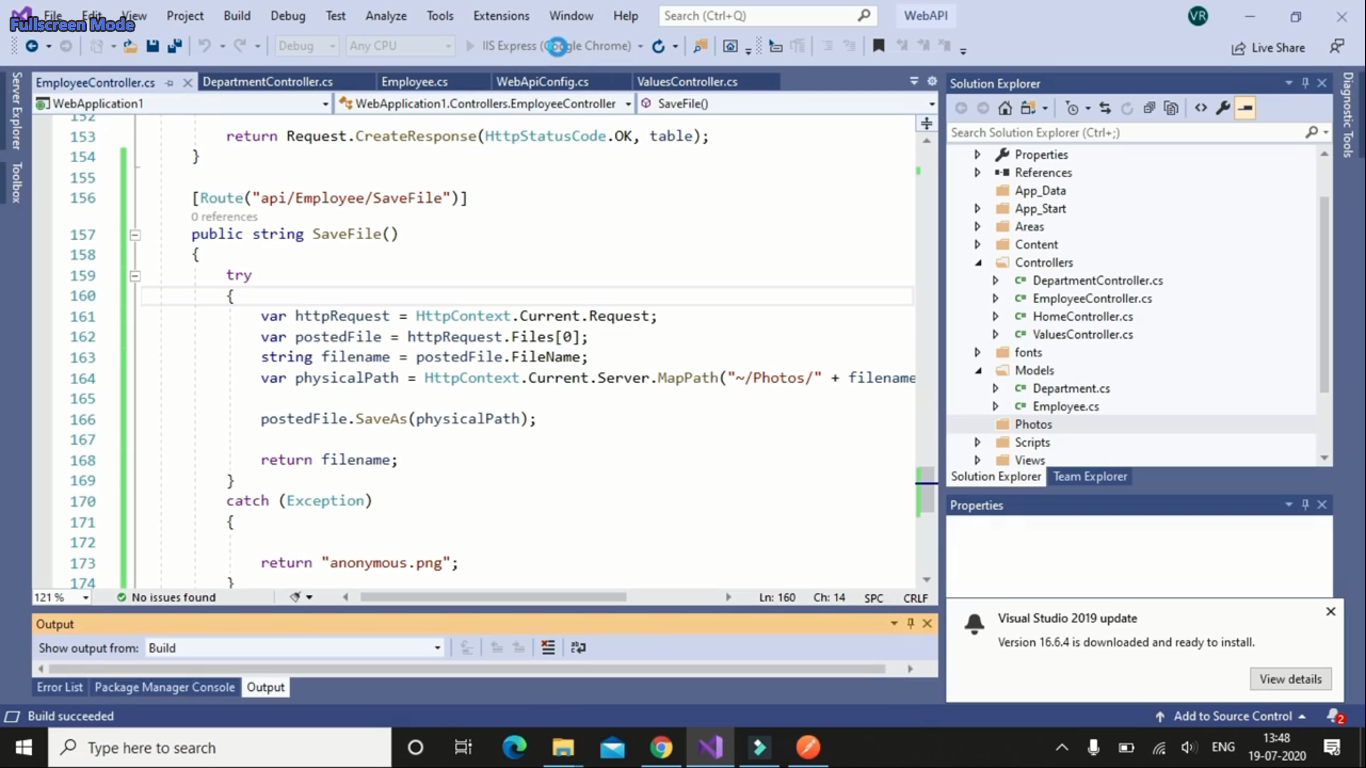 Fullscreen Mode
File Edit View Project Build Debug Test Analyze Tools Extensions Window Help Search (Ctrl+Q) WebAPI VR
Debug Any CPU IIS Express (Google Chrome) Live Share
Server Explorer
Toolbox
EmployeeController.cs DepartmentController.cs Employee.cs WebApiConfig.cs ValuesController.cs
WebApplication1 WebApplication1.Controllers.EmployeeController SaveFile()
152
153 return Request.CreateResponse(HttpStatusCode.OK, table);
154 }
155
156 [Route("api/Employee/SaveFile")]
0 references
157 public string SaveFile()
158 {
159 try
160 {
161 var httpRequest = HttpContext.Current.Request;
162 var postedFile = httpRequest.Files[0];
163 string filename = postedFile.FileName;
164 var physicalPath = HttpContext.Current.Server.MapPath("~/Photos/" + filename
165
166 postedFile.SaveAs(physicalPath);
167
168 return filename;
169 }
170 catch (Exception)
171 {
172
173 return "anonymous.png";
174 }
121 % No issues found Ln: 160 Ch: 14 SPC CRLF
Output
Show output from: Build
Error List Package Manager Console Output
Solution Explorer
Search Solution Explorer (Ctrl+;)
Properties
References
App_Data
App_Start
Areas
Content
Controllers
DepartmentController.cs
EmployeeController.cs
HomeController.cs
ValuesController.cs
fonts
Models
Department.cs
Employee.cs
Photos
Scripts
Views
Solution Explorer Team Explorer
Properties
Diagnostic Tools
Visual Studio 2019 update
Version 16.6.4 is downloaded and ready to install.
View details
Build succeeded Add to Source Control 2
Type here to search ENG 13:48
19-07-2020